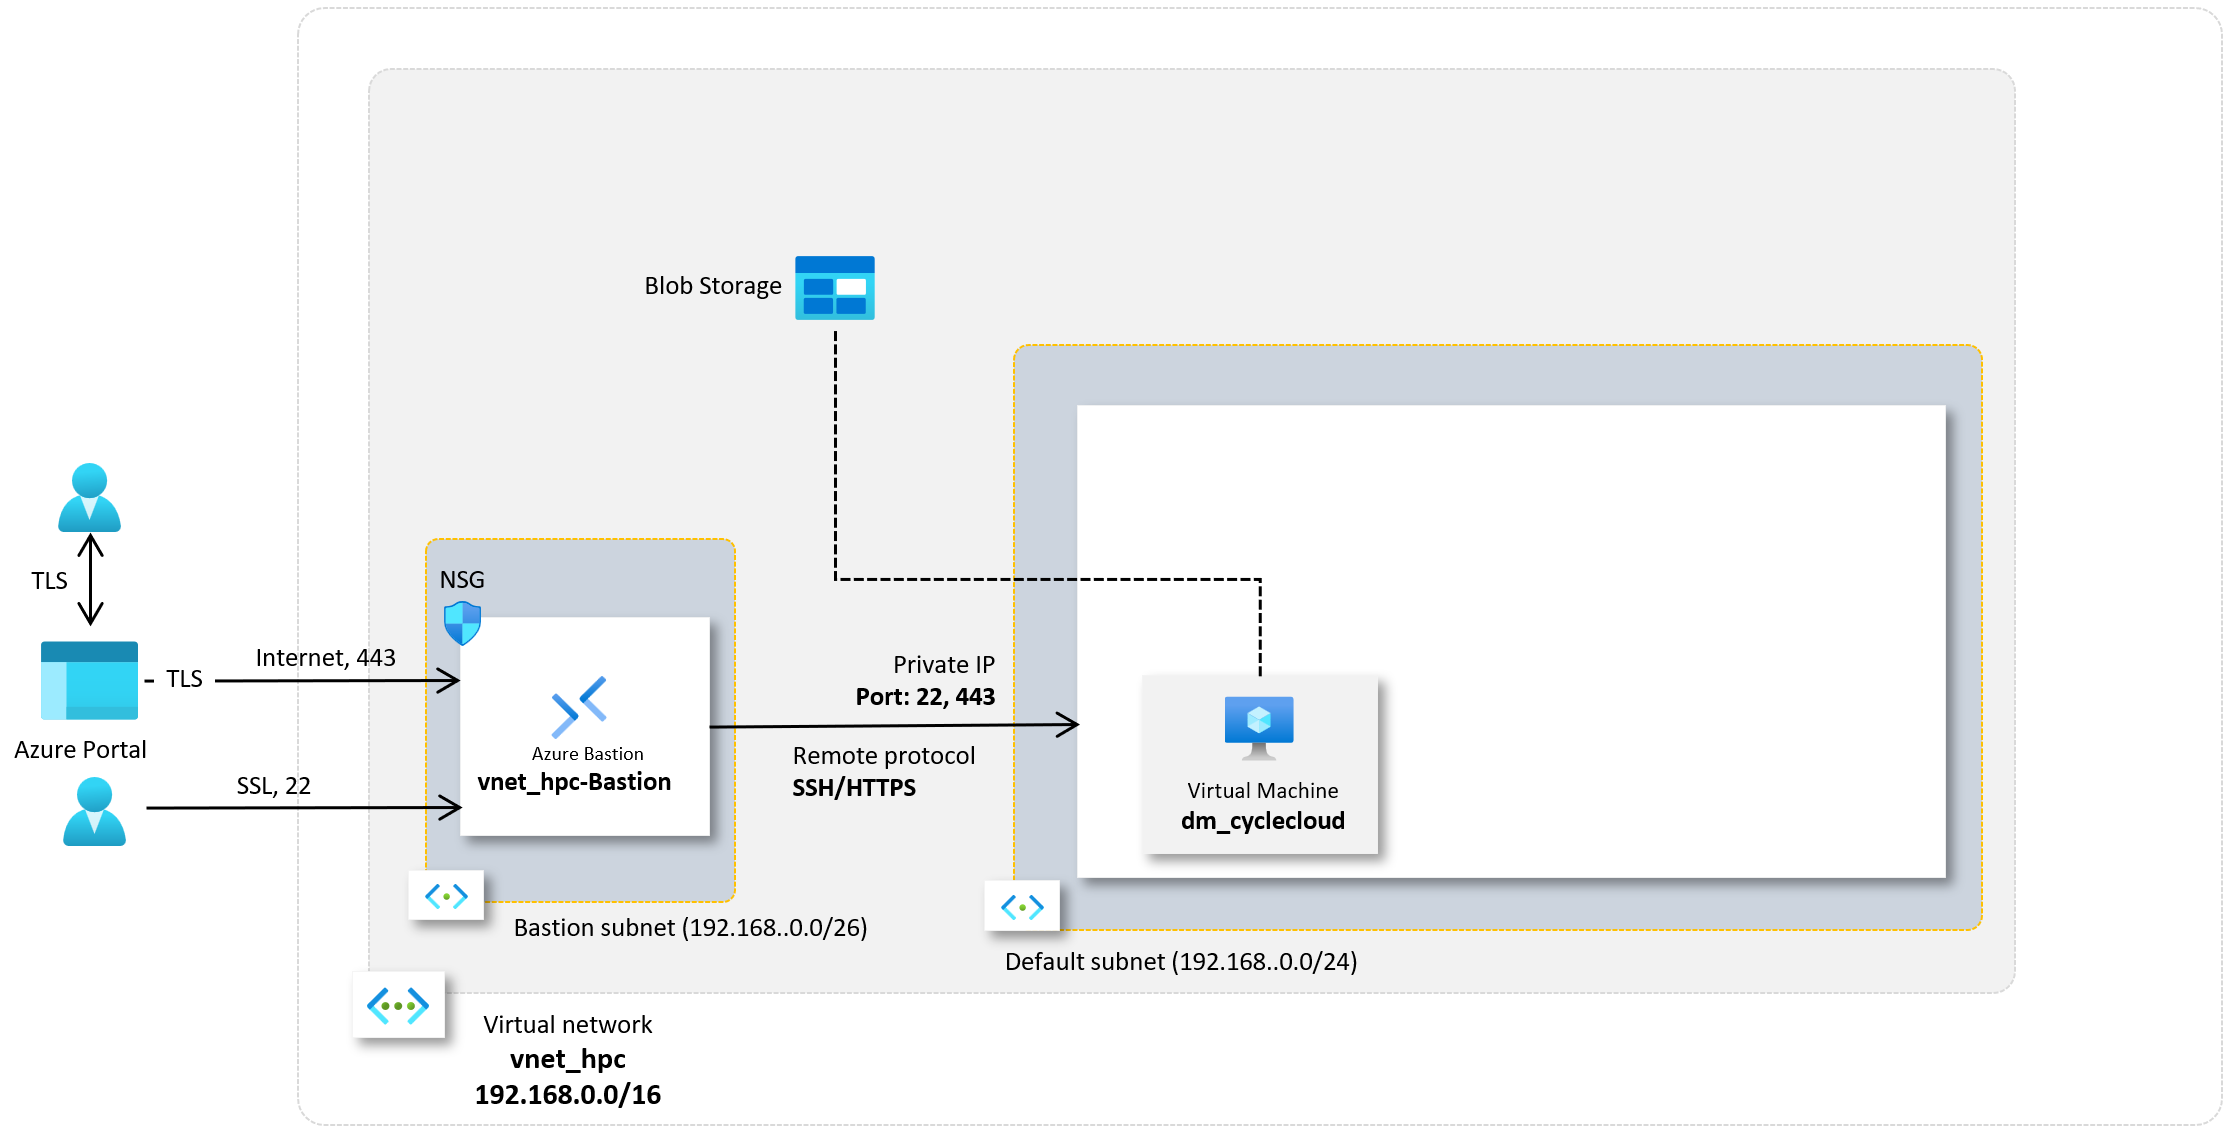 Blob Storage
TLS
NSG
Internet, 443
TLS
Azure Portal
SSL, 22
Azure Bastion
vnet_hpc-Bastion
Private IP
Port: 22, 443
Remote protocol
SSH/HTTPS
Virtual Machine
dm_cyclecloud
Bastion subnet (192.168..0.0/26)
Default subnet (192.168..0.0/24)
Virtual network
vnet_hpc
192.168.0.0/16